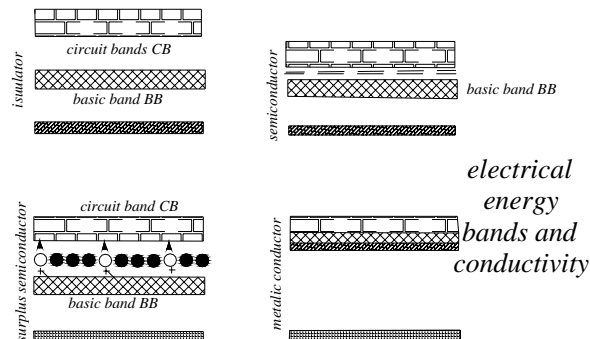 isuulator
circuit bands CB
basic band BB
semiconductor
basic band BB
surplus semiconductor
circuit band CB
basic band BB
metalic conductor
electrical
energy
bands and
conductivity